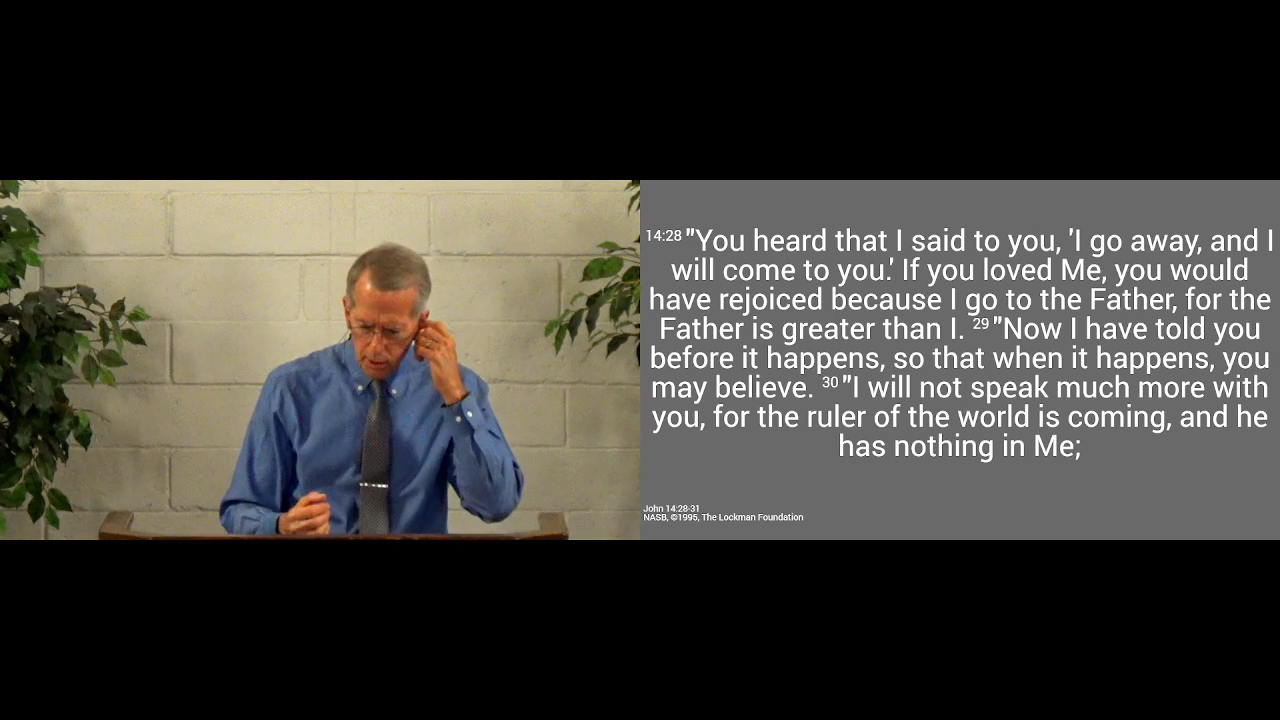 14:28 "You heard that I said to you, 'I go away, and I
will come to you.' If you loved Me, you would
have rejoiced because I go to the Father, for the
Father is greater than I. 29 "Now I have told you
before it happens, so that when it happens, you
may believe. 30 "I will not speak much more with
you, for the ruler of the world is coming, and he
has nothing in Me;
John 14:28-31
NASB, ©1995, The Lockman Foundation